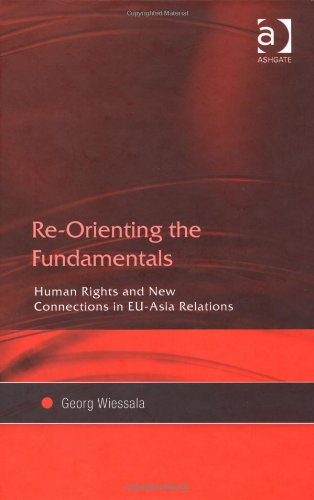 a
ASHGATE
Re-Orienting the
Fundamentals
Human Rights and New
Connections in EU-Asia Relations
Georg Wiessala